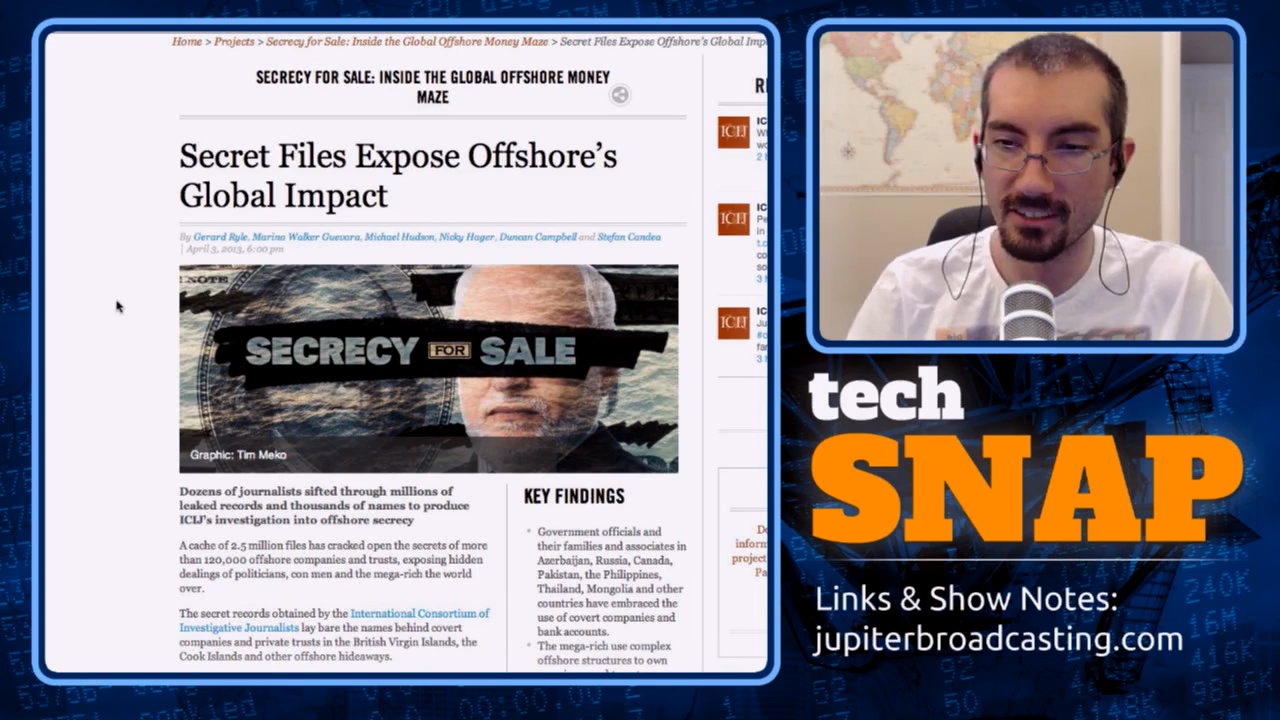 Home > Projects > Secrecy for Sale: Inside the Global Offshore Money Maze > Secret Files Expose Offshore's Global Imp
SECRECY FOR SALE: INSIDE THE GLOBAL OFFSHORE MONEY
MAZE
Secret Files Expose Offshore's
Global Impact
By Gerard Ryle, Marina Walker Guevara, Michael Hudson, Nicky Hager, Duncan Campbell and Stefan Candea
| April 3, 2013, 6:00 pm
NOTE
SECRECY FOR SALE
Graphic: Tim Meko
Dozens of journalists sifted through millions of
leaked records and thousands of names to produce
ICIJ's investigation into offshore secrecy
A cache of 2.5 million files has cracked open the secrets of more
than 120,000 offshore companies and trusts, exposing hidden
dealings of politicians, con men and the mega-rich the world
over.
The secret records obtained by the International Consortium of
Investigative Journalists lay bare the names behind covert
companies and private trusts in the British Virgin Islands, the
Cook Islands and other offshore hideaways.
KEY FINDINGS
Government officials and
their families and associates in
Azerbaijan, Russia, Canada,
Pakistan, the Philippines,
Thailand, Mongolia and other
countries have embraced the
use of covert companies and
bank accounts.
The mega-rich use complex
offshore structures to own
ICIJ
ICIJ
ICIJ
tech
SNAP
Links & Show Notes:
jupiterbroadcasting.com